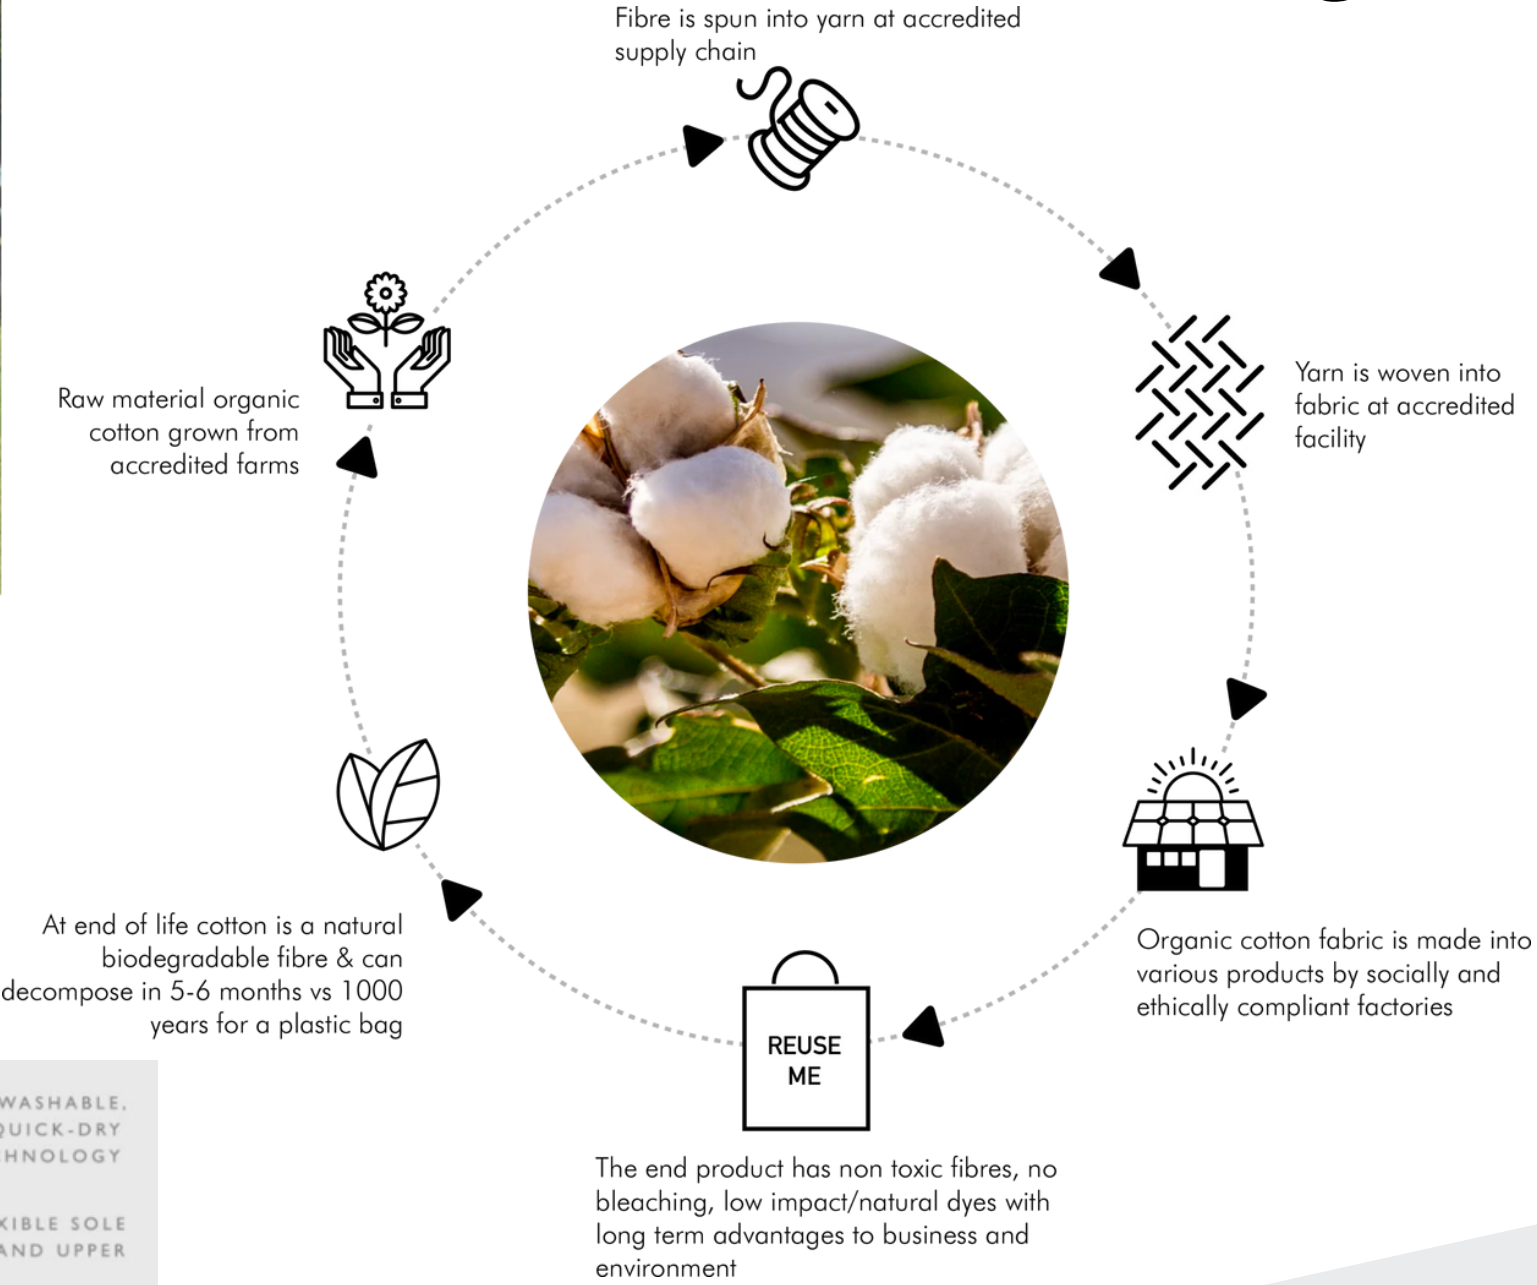 Fibre is spun into yarn at accredited
supply chain
Yarn is woven into
fabric at accredited
facility
Raw material organic
cotton grown from
accredited farms
Organic cotton fabric is made into
various products by socially and
ethically compliant factories
At end of life cotton is a natural
biodegradable fibre & can
decompose in 5-6 months vs 1000
years for a plastic bag
REUSE
ME
The end product has non toxic fibres, no
bleaching, low impact/natural dyes with
long term advantages to business and
environment
WASHABLE,
QUICK-DRY
HNOLOGY
XIBLE SOLE
AND UPPER